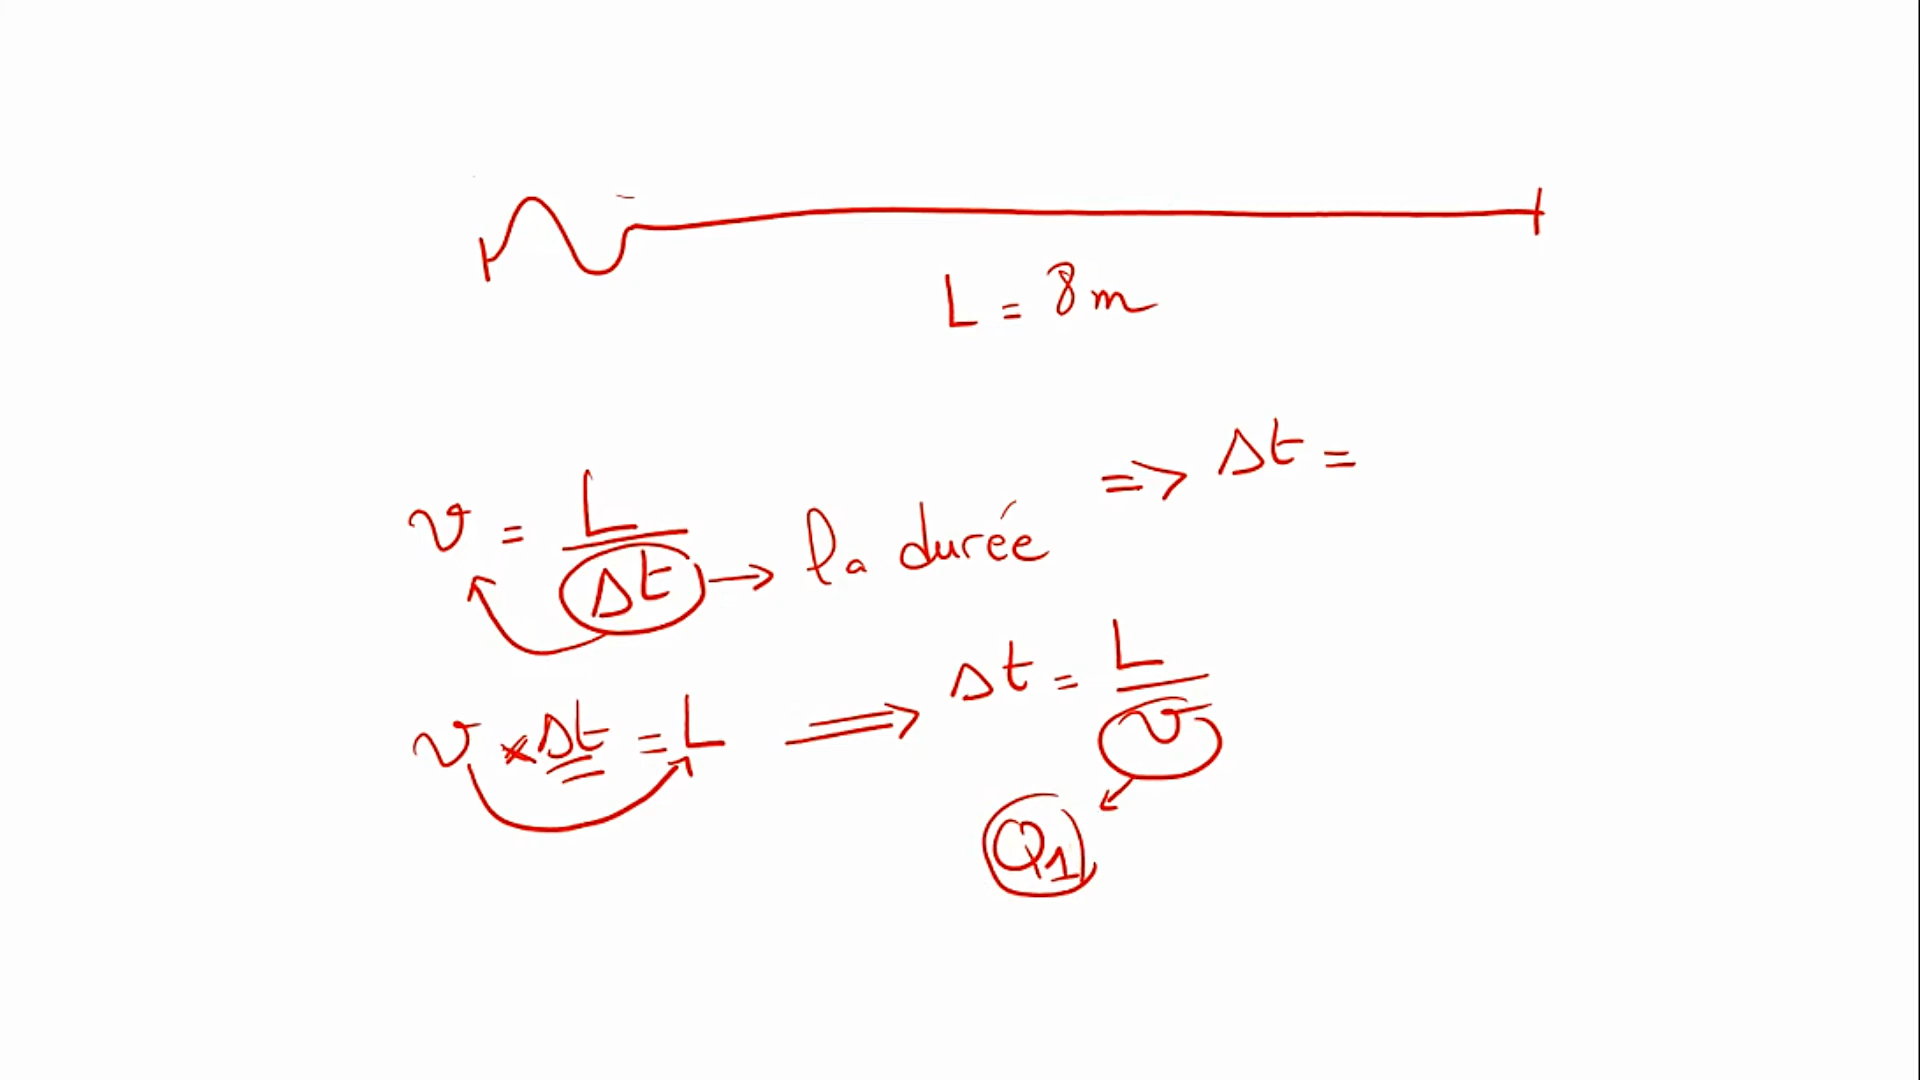 L = 8m
v = L/Δt → la durée => Δt =
v × Δt = L => Δt = L/v
Q1